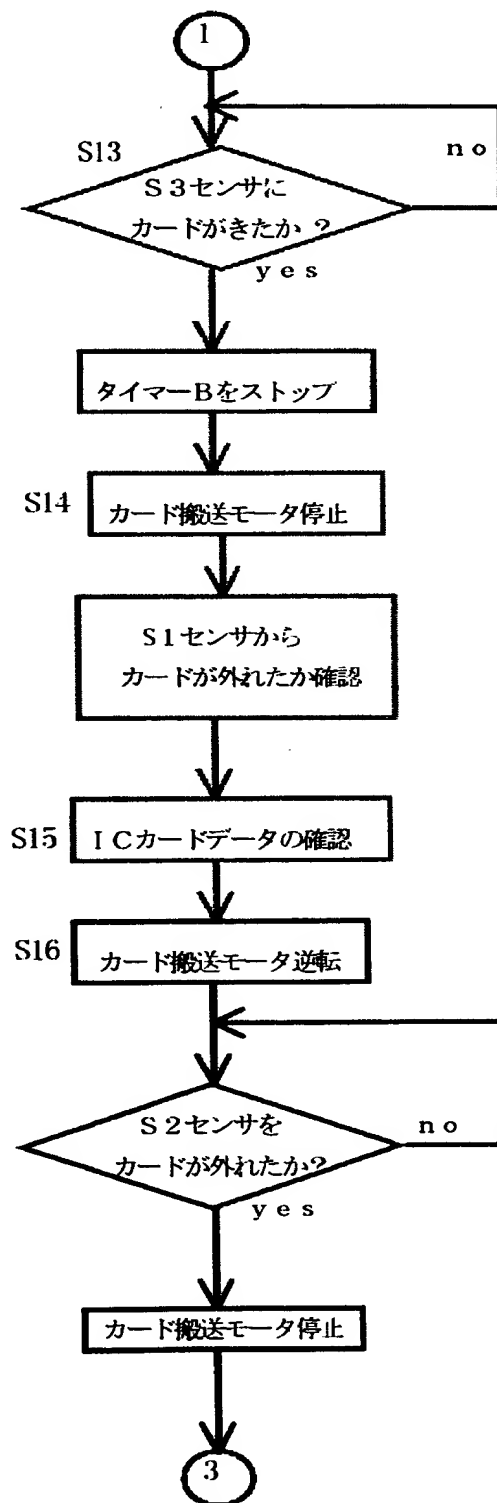 1
S13
no
S3センサに
カードがきたか?
yes
タイマーBをストップ
S14
カード搬送モータ停止
S1センサから
カードが外れたか確認
S15
ICカードデータの確認
S16
カード搬送モータ逆転
S2センサを
カードが外れたか?
no
yes
カード搬送モータ停止
3